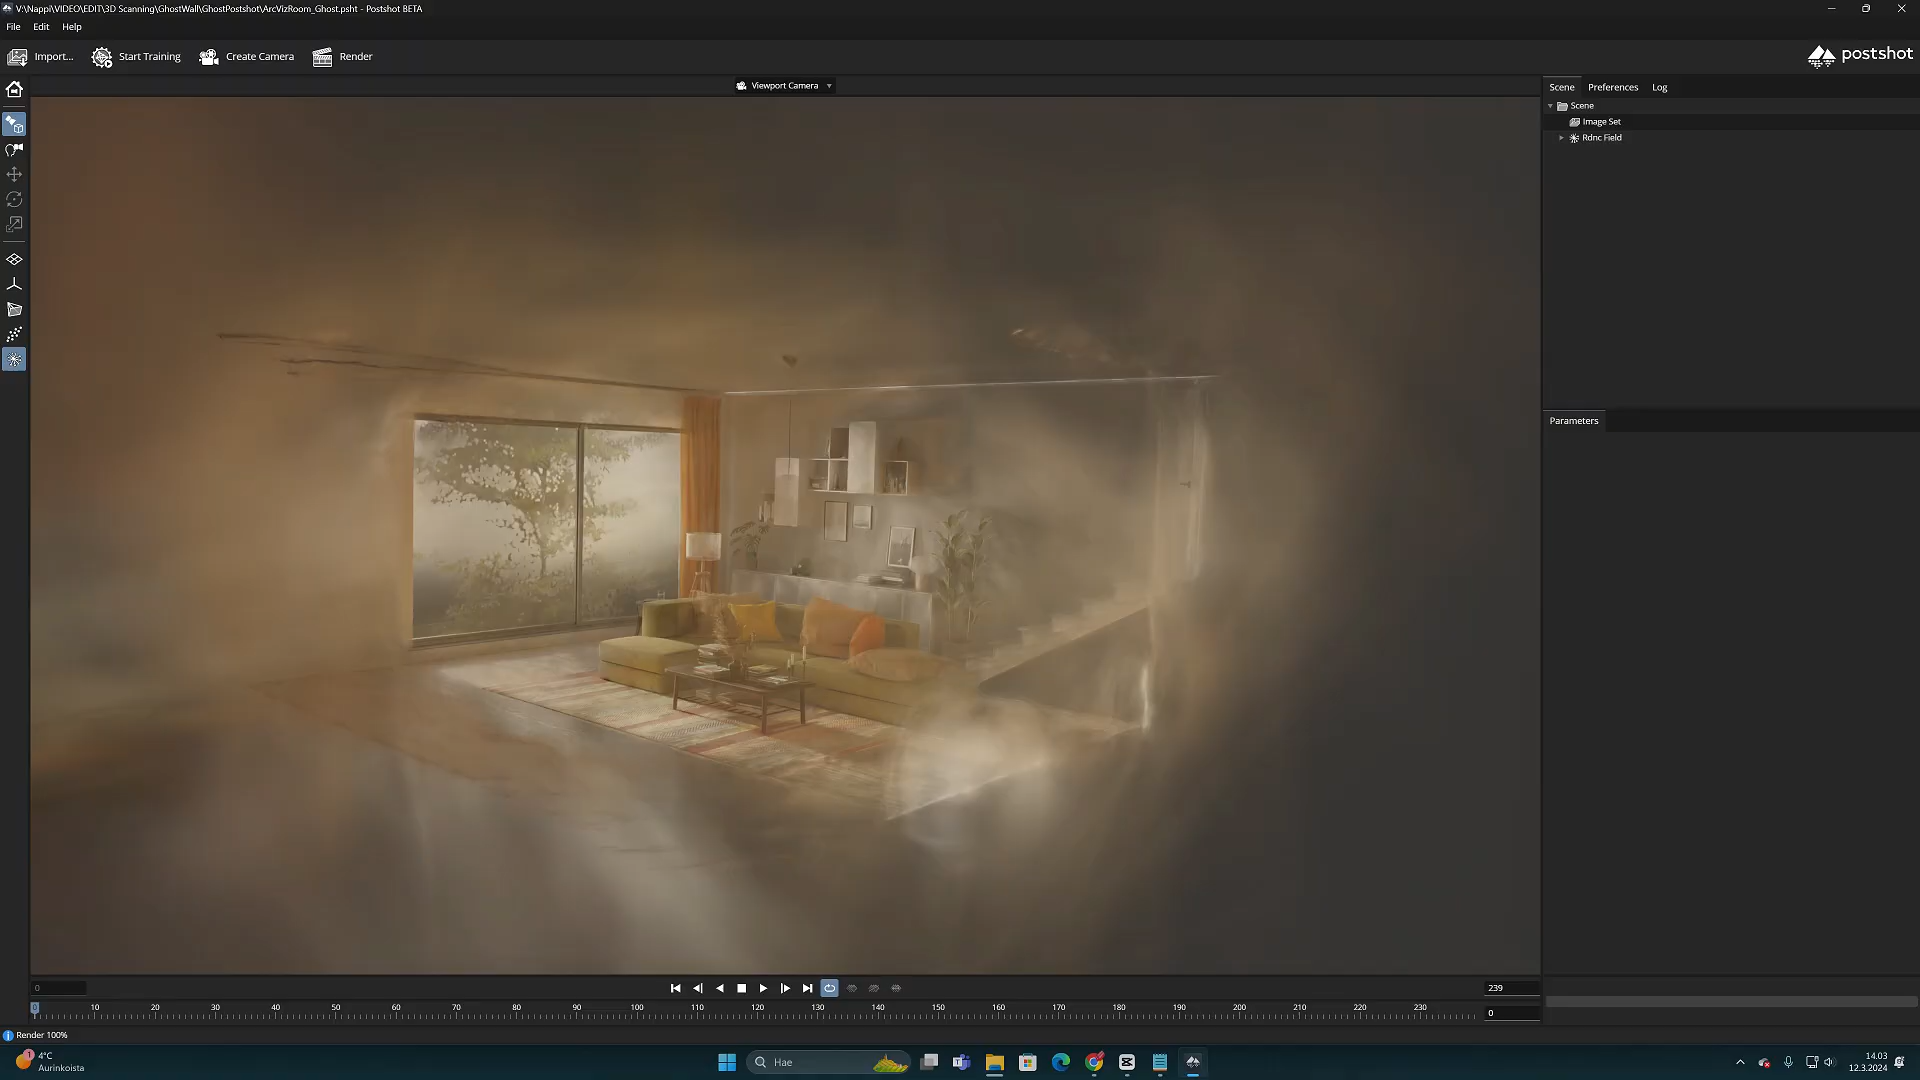 V:\Nappi\VIDEO\EDIT\3D Scanning\GhostWall\GhostPostshot\ArcVizRoom_Ghost.psht - Postshot BETA
File Edit Help
Import... Start Training Create Camera Render
postshot
Viewport Camera
Scene Preferences Log
Scene
Image Set
Rdnc Field
Parameters
0
239
0 10 20 30 40 50 60 70 80 90 100 110 120 130 140 150 160 170 180 190 200 210 220 230
0
Render 100%
1
4°C
Aurinkoista
Hae
14.03
12.3.2024